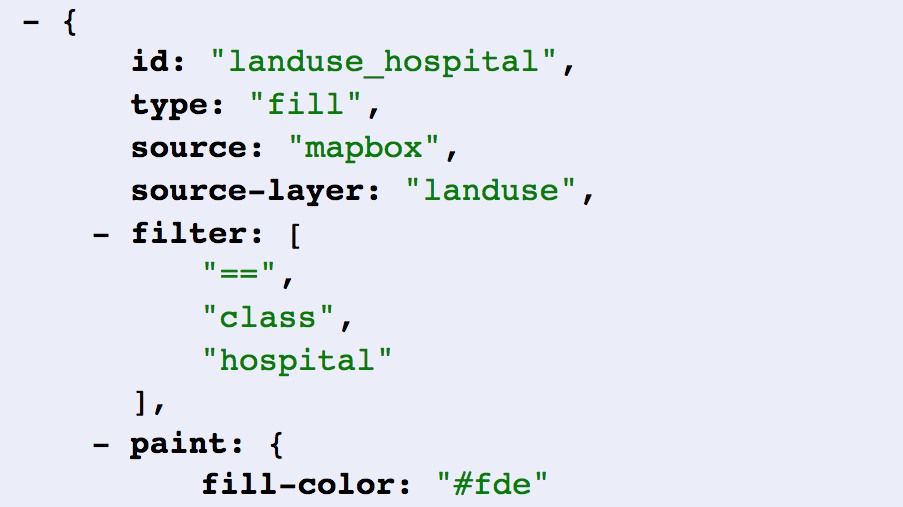 - {
id: "landuse_hospital",
type: "fill",
source: "mapbox",
source-layer: "landuse",
- filter: [
"==",
"class",
"hospital"
],
- paint: {
fill-color: "#fde"